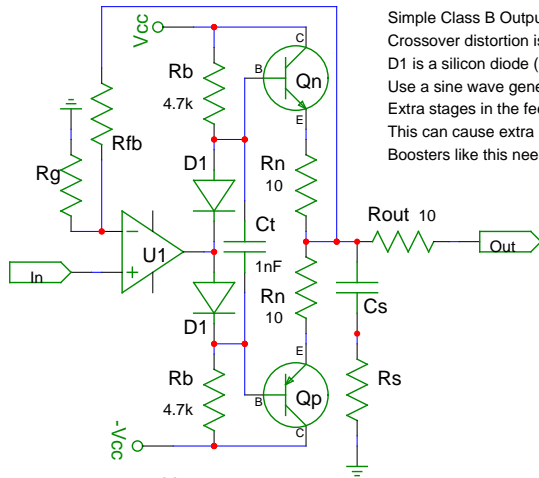 Simple Class B Outpu
Crossover distortion is
D1 is a silicon diode (
Use a sine wave gene
Extra stages in the fee
This can cause extra
Boosters like this nee
Vcc
C
Rb
B
Qn
4.7k
E
Rfb
D1
Rn
10
Rg
Ct
Rout 10
U1
Out
In
1nF
Rn
10
D1
Cs
E
Rb
4.7k
Qp
B
Rs
C
-Vcc